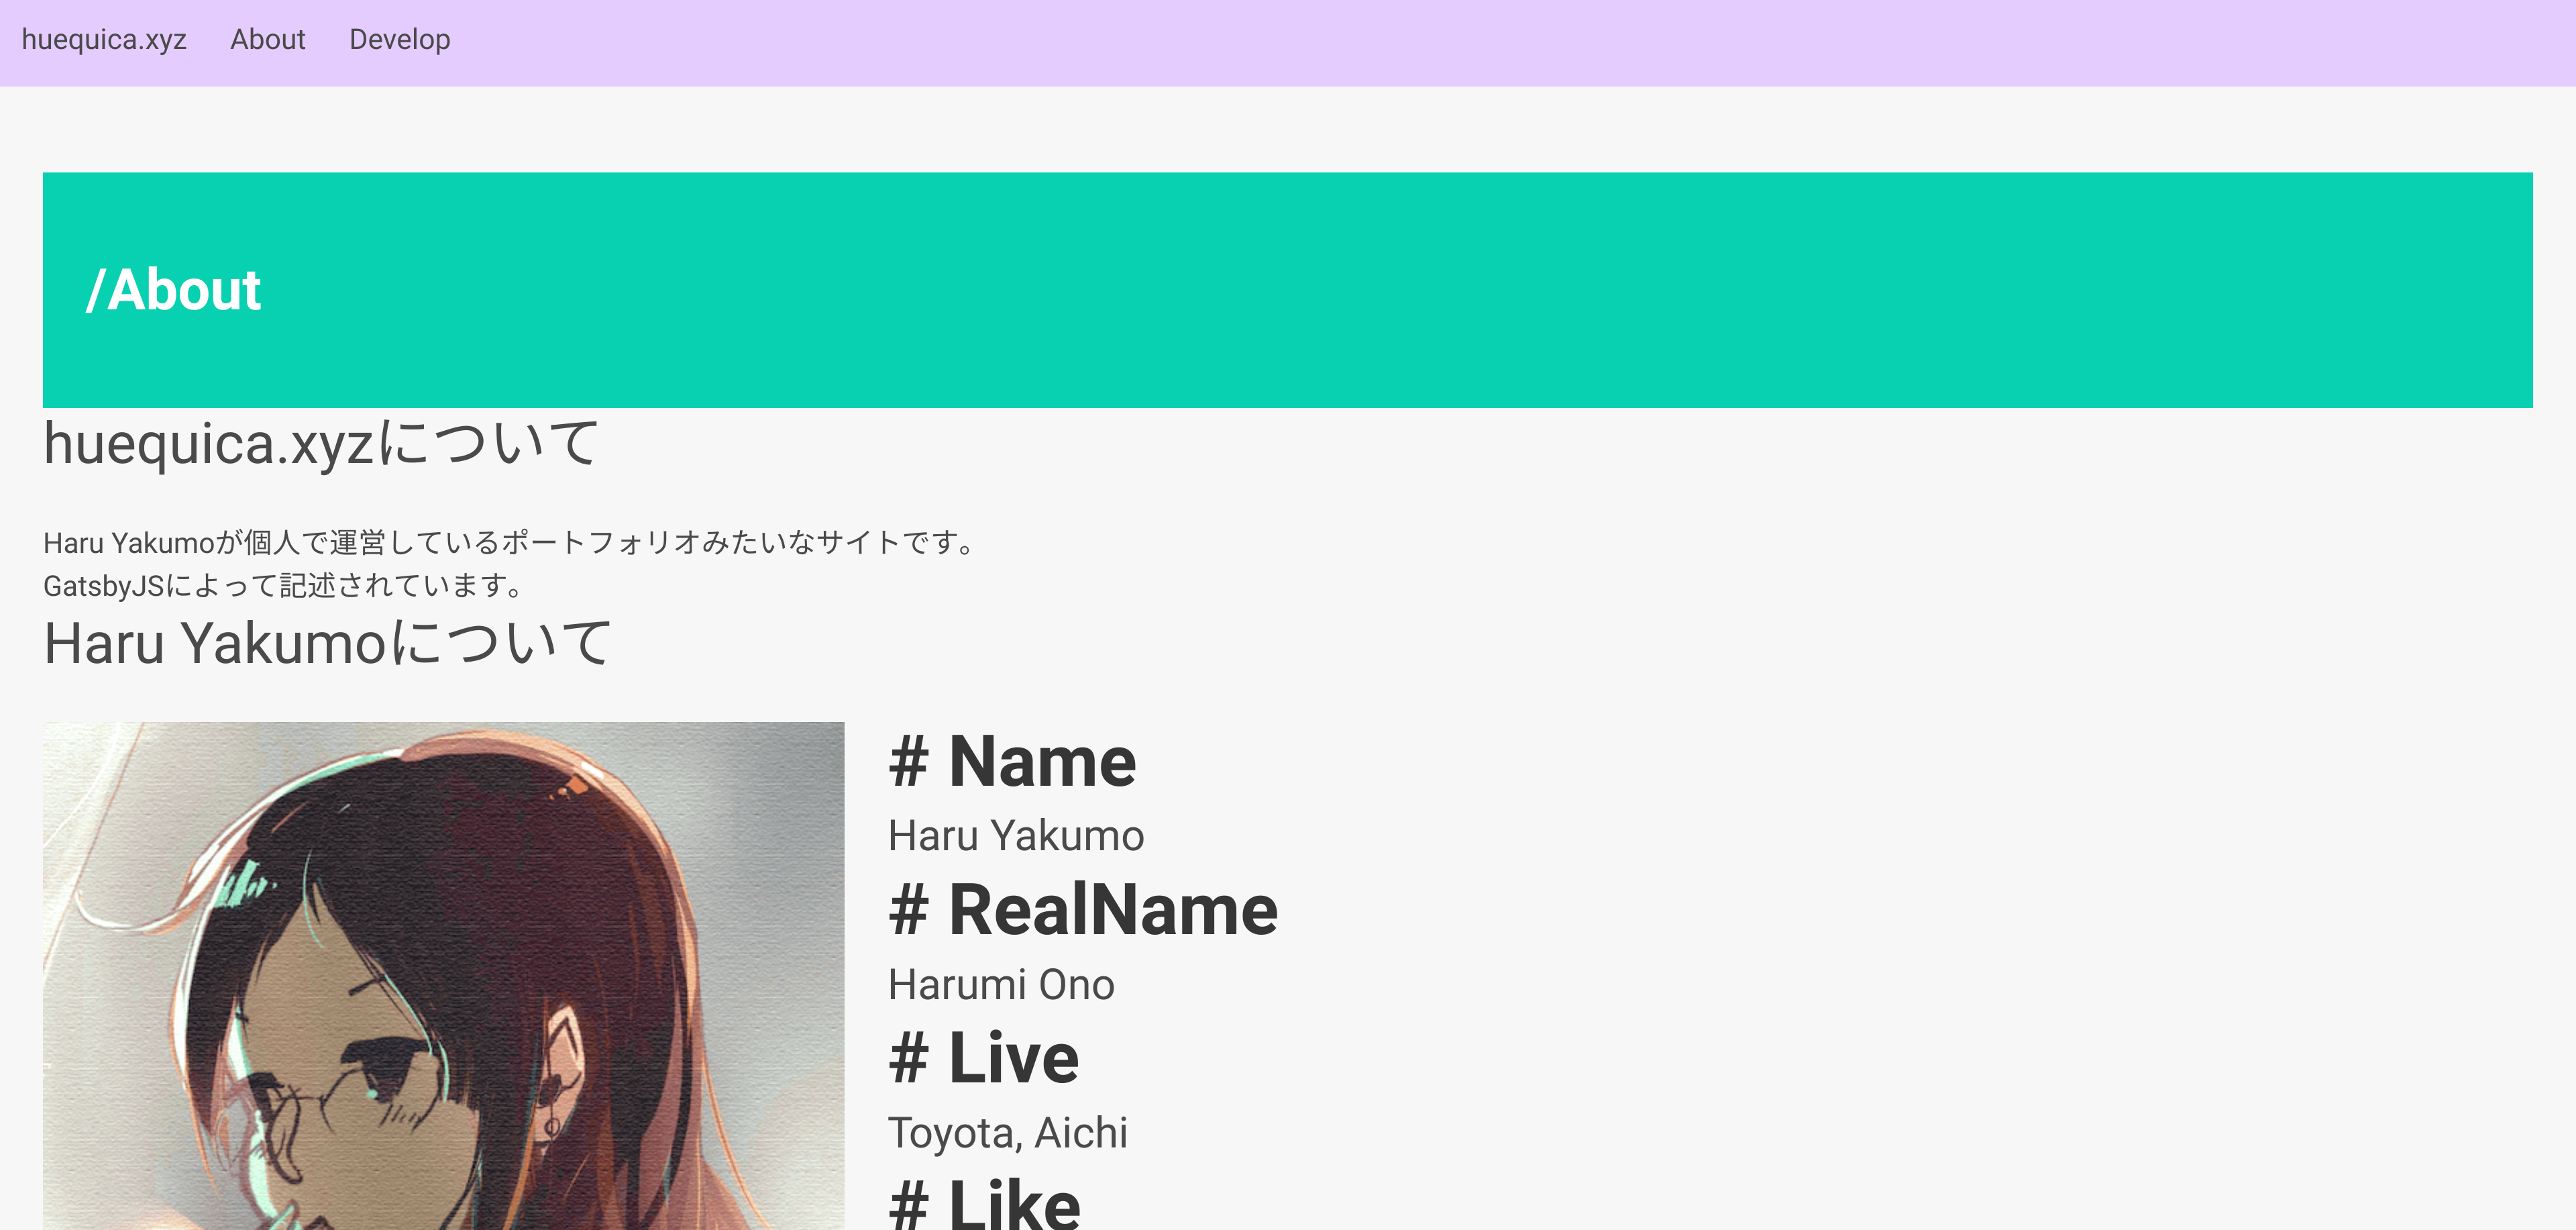 huequica.xyz About Develop
/About
huequica.xyzについて
Haru Yakumoが個人で運営しているポートフォリオみたいなサイトです。
GatsbyJSによって記述されています。
Haru Yakumoについて
# Name
Haru Yakumo
# RealName
Harumi Ono
# Live
Toyota, Aichi
# Like